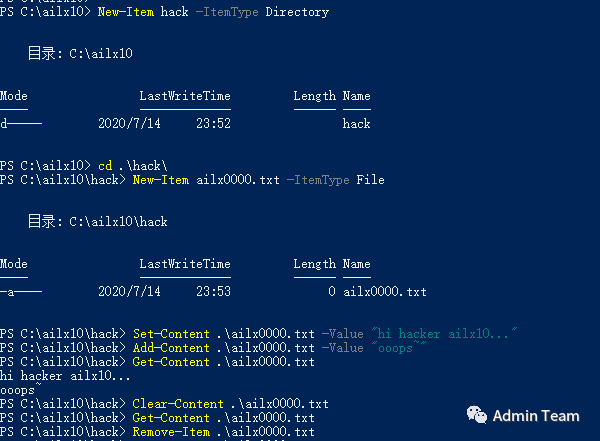 PS C:\ailx10> New-Item hack -ItemType Directory
目录: C:\ailx10
Mode LastWriteTime Length Name
---- ------------- ------ ----
d----- 2020/7/14 23:52 hack
PS C:\ailx10> cd .\hack\
PS C:\ailx10\hack> New-Item ailx0000.txt -ItemType File
目录: C:\ailx10\hack
Mode LastWriteTime Length Name
---- ------------- ------ ----
-a---- 2020/7/14 23:53 0 ailx0000.txt
PS C:\ailx10\hack> Set-Content .\ailx0000.txt -Value "hi hacker ailx10..."
PS C:\ailx10\hack> Add-Content .\ailx0000.txt -Value "ooops~"
PS C:\ailx10\hack> Get-Content .\ailx0000.txt
hi hacker ailx10...
ooops~
PS C:\ailx10\hack> Clear-Content .\ailx0000.txt
PS C:\ailx10\hack> Get-Content .\ailx0000.txt
PS C:\ailx10\hack> Remove-Item .\ailx0000.txt
Admin Team